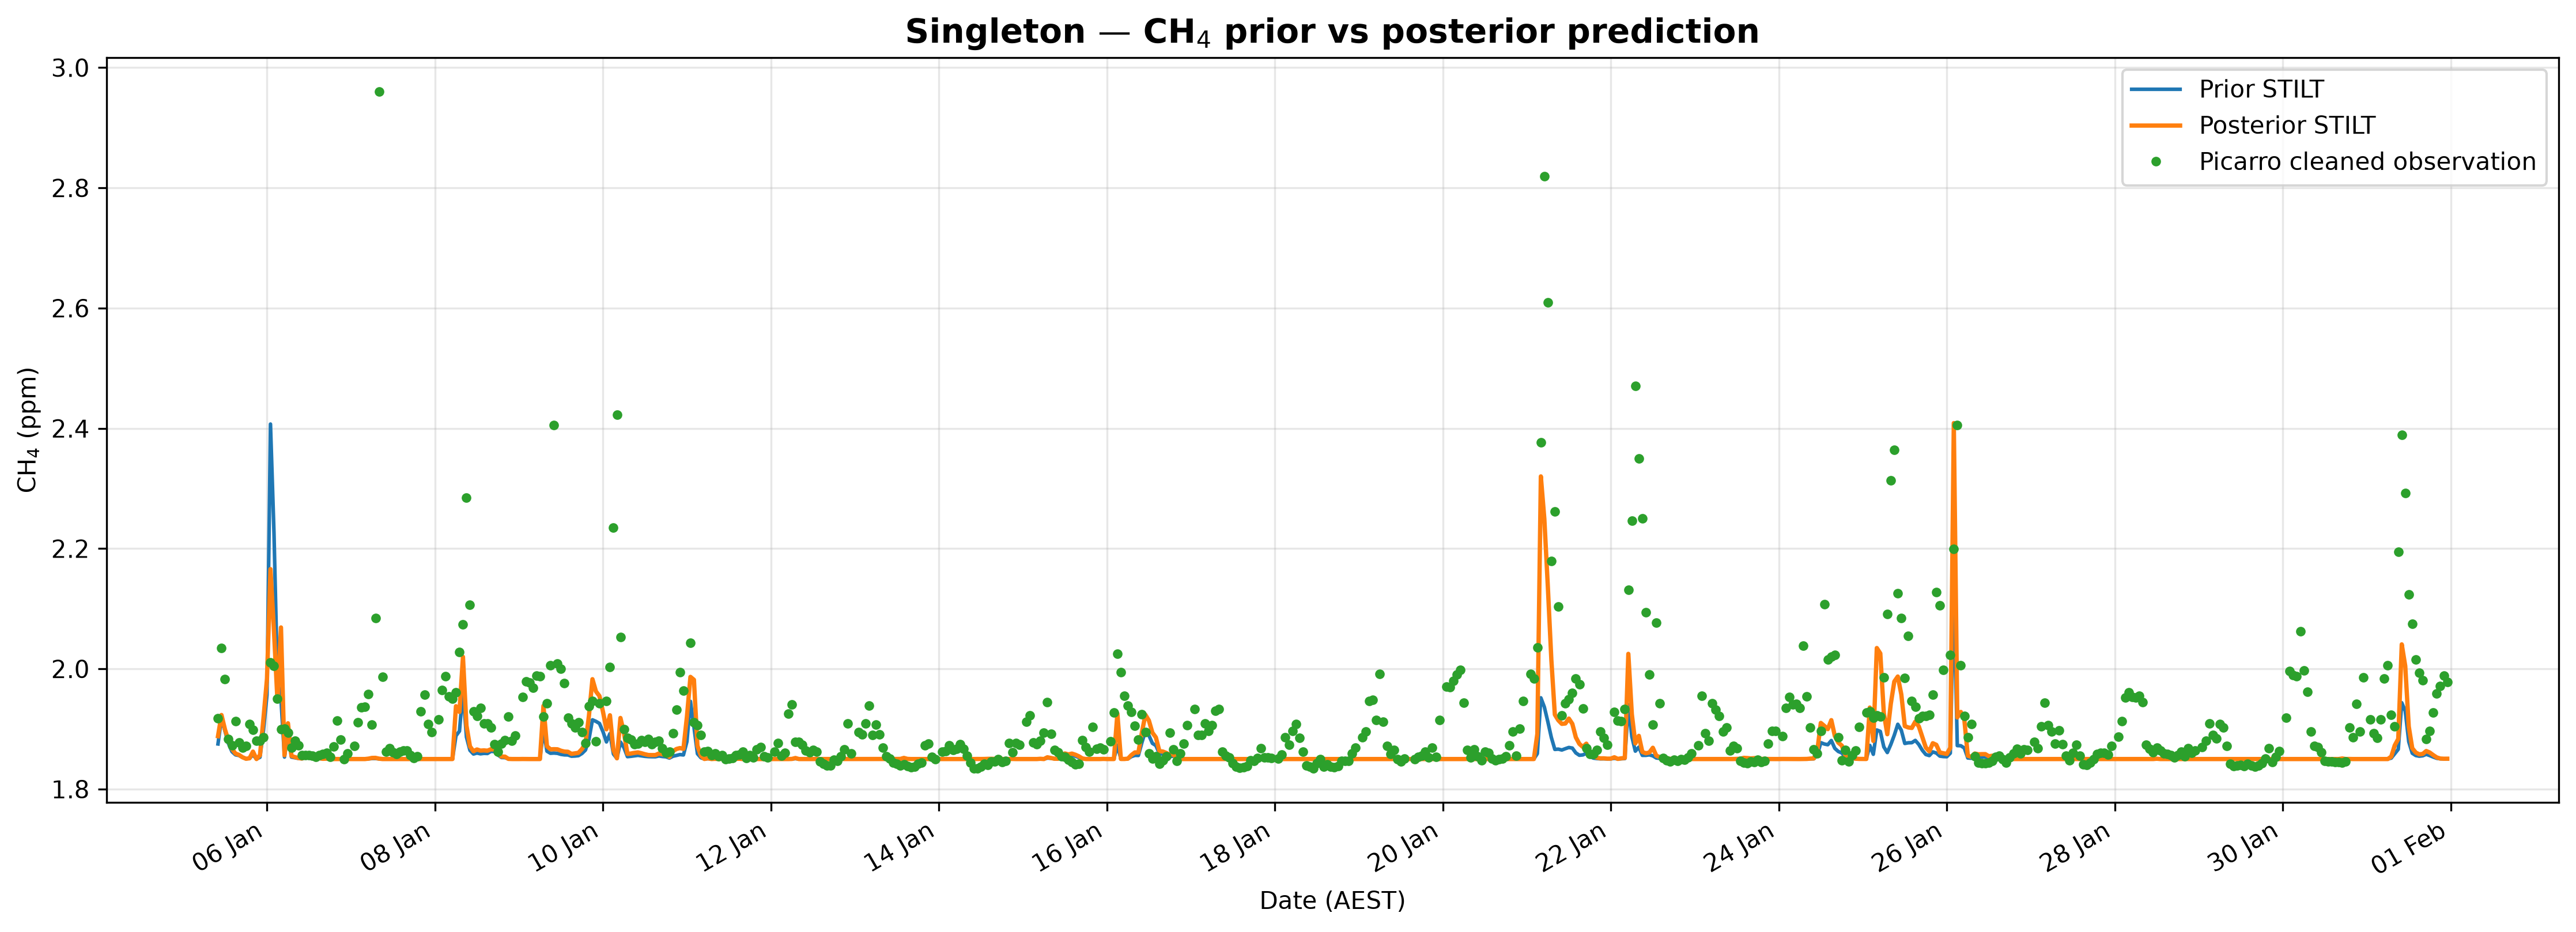 Singleton — CH₄ prior vs posterior prediction
3.0
2.8
2.6
2.4
2.2
2.0
1.8
CH₄ (ppm)
Prior STILT
Posterior STILT
Picarro cleaned observation
06 Jan
08 Jan
10 Jan
12 Jan
14 Jan
16 Jan
18 Jan
20 Jan
22 Jan
24 Jan
26 Jan
28 Jan
30 Jan
01 Feb
Date (AEST)